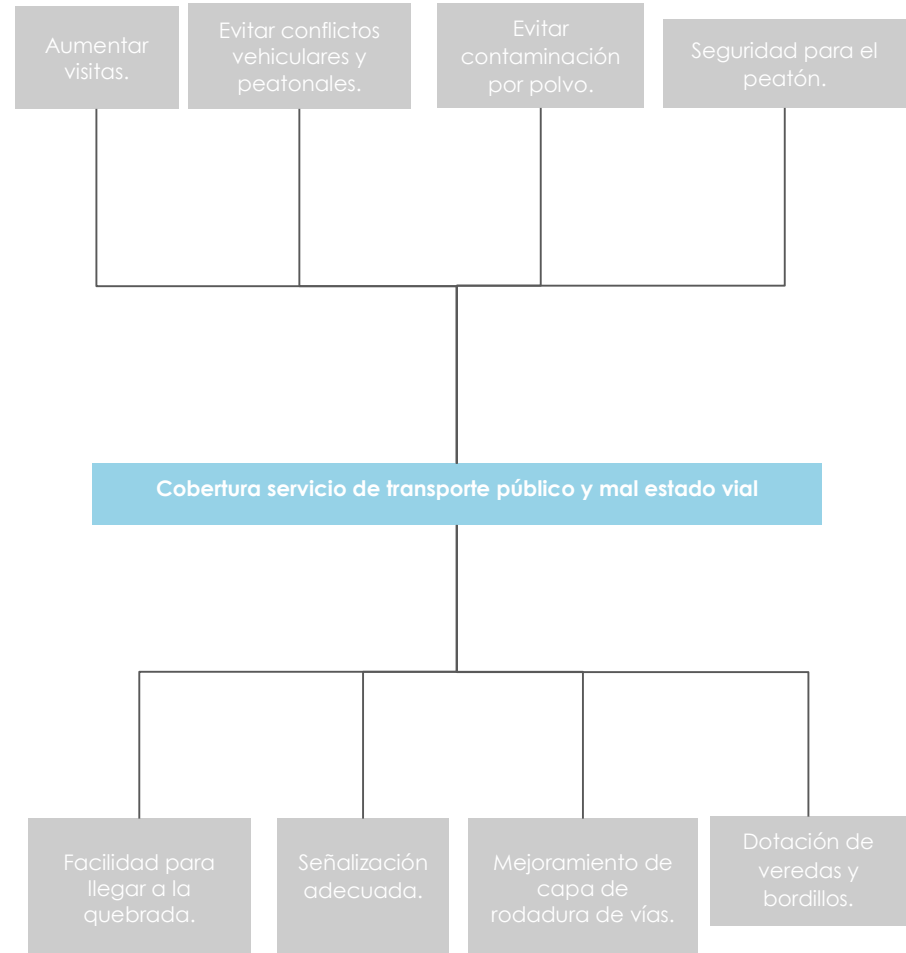 Aumentar
visitas.
Evitar conflictos
vehiculares y
peatonales.
Evitar
contaminación
por polvo.
Seguridad para el
peatón.
Cobertura servicio de transporte público y mal estado vial
Facilidad para
llegar a la
quebrada.
Señalización
adecuada.
Mejoramiento de
capa de
rodadura de vías.
Dotación de
veredas y
bordillos.